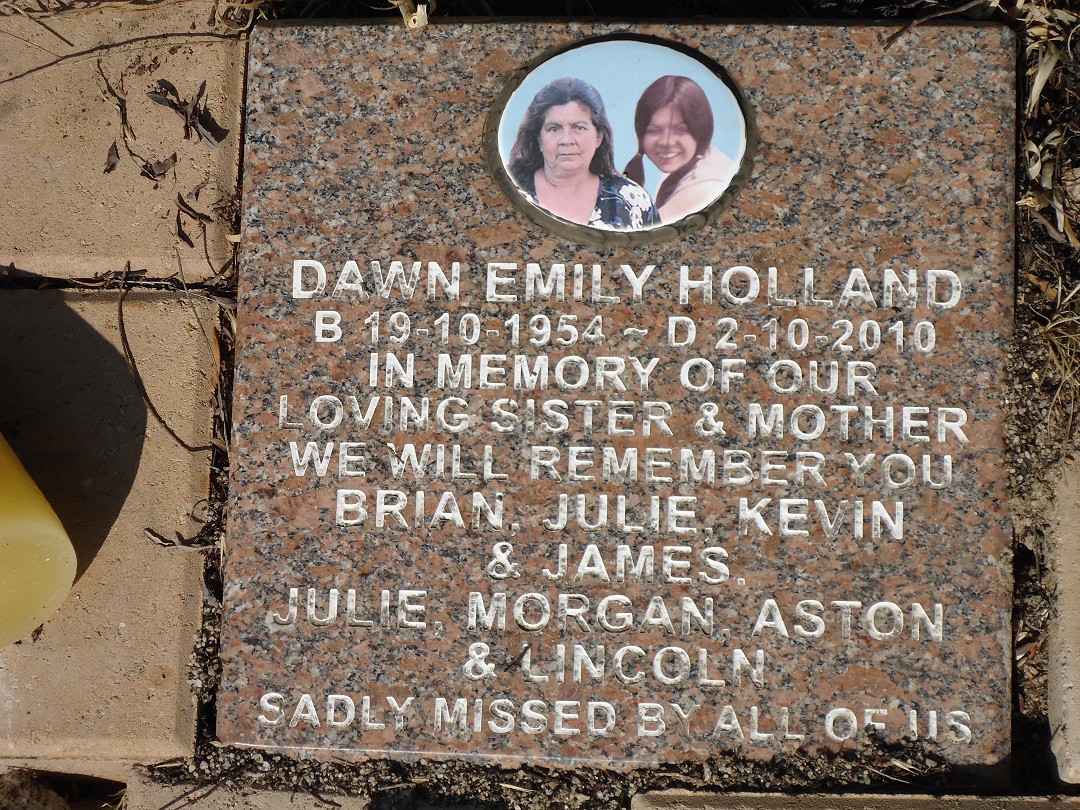 DAWN EMILY HOLLAND
B 19-10-1954 ~ D 2-10-2010
IN MEMORY OF OUR
LOVING SISTER & MOTHER
WE WILL REMEMBER YOU
BRIAN, JULIE, KEVIN
& JAMES.
JULIE, MORGAN, ASTON
& LINCOLN
SADLY MISSED BY ALL OF US